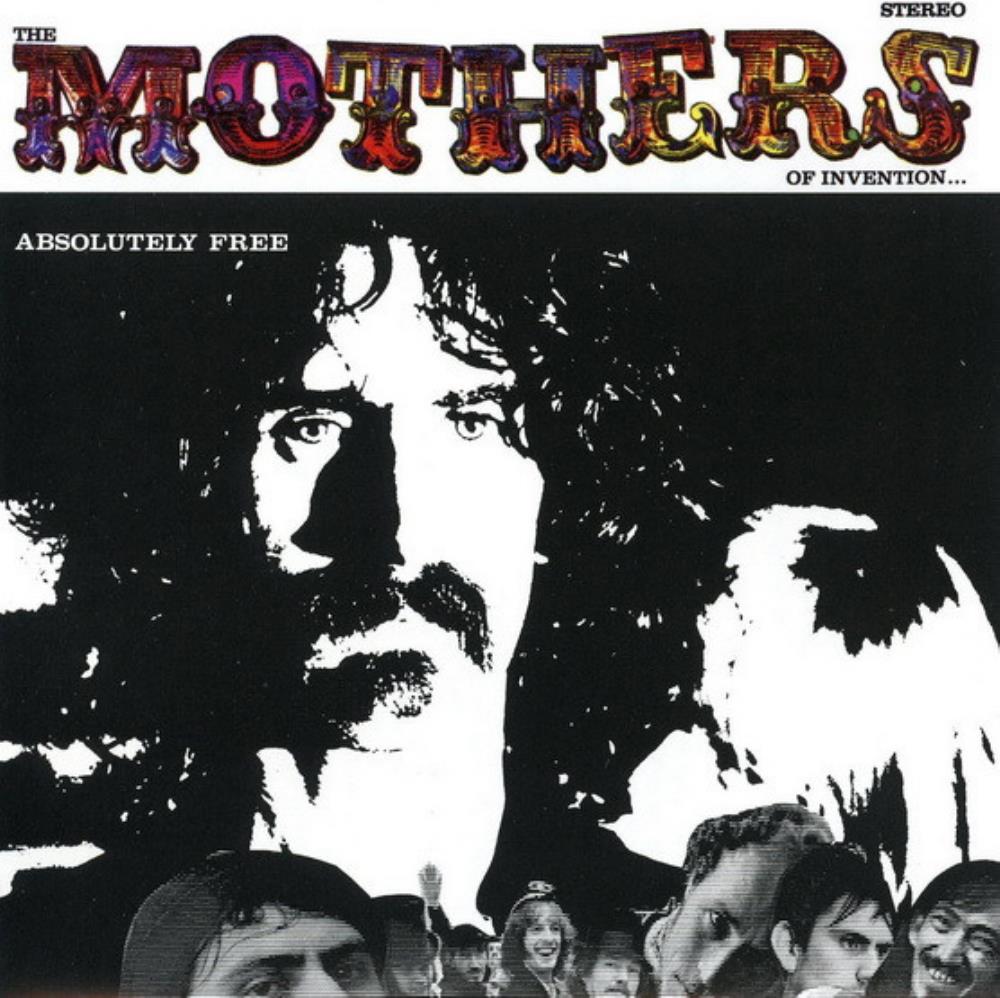 STEREO
THE
MOTHERS
OF INVENTION...
ABSOLUTELY FREE